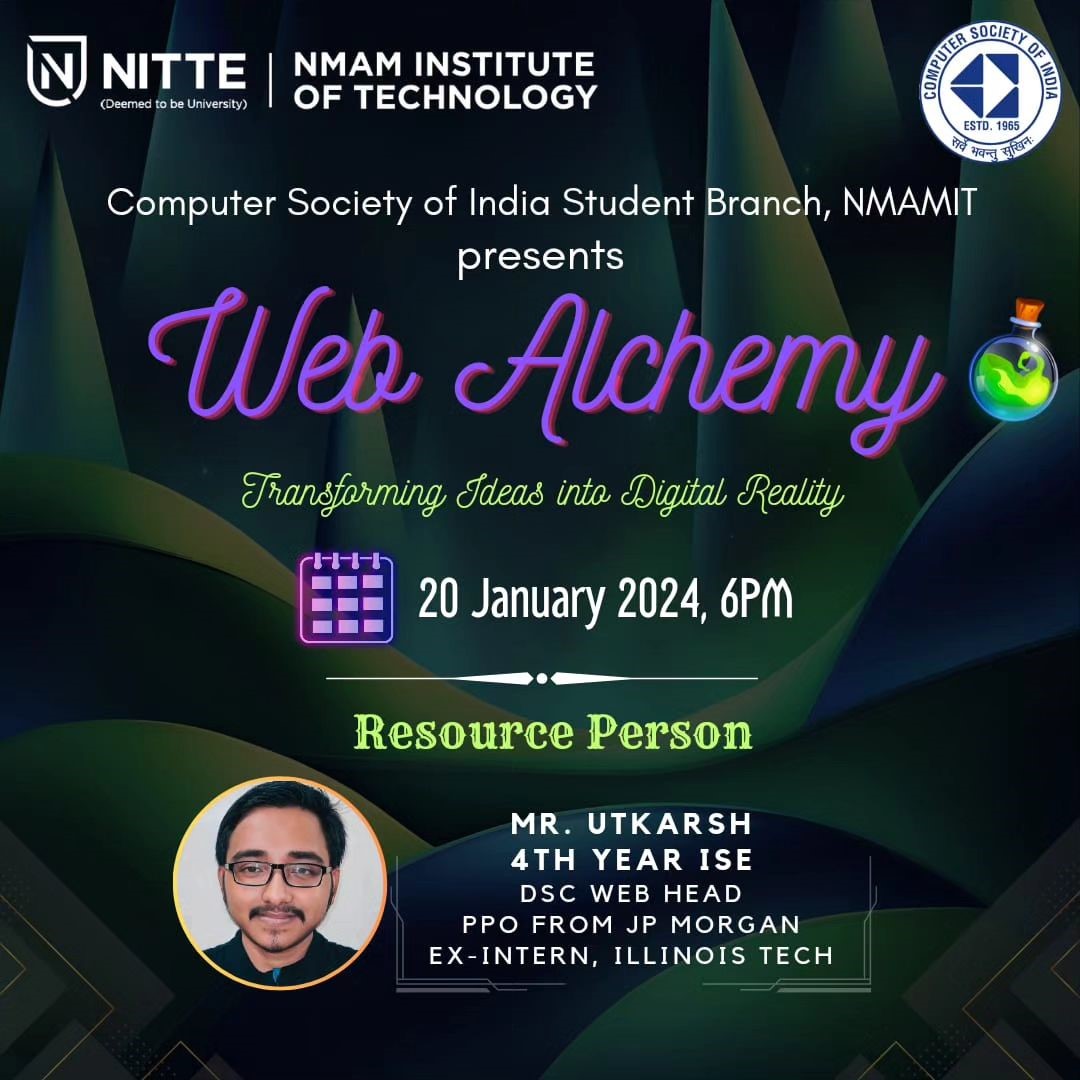 NITTE
(Deemed to be University)
NMAM INSTITUTE
OF TECHNOLOGY
COMPUTER SOCIETY OF INDIA
ESTD. 1965
सर्वे भवन्तु सुखिनः
Computer Society of India Student Branch, NMAMIT
presents
Web Alchemy
Transforming Ideas into Digital Reality
20 January 2024, 6PM
Resource Person
MR. UTKARSH
4TH YEAR ISE
DSC WEB HEAD
PPO FROM JP MORGAN
EX-INTERN, ILLINOIS TECH